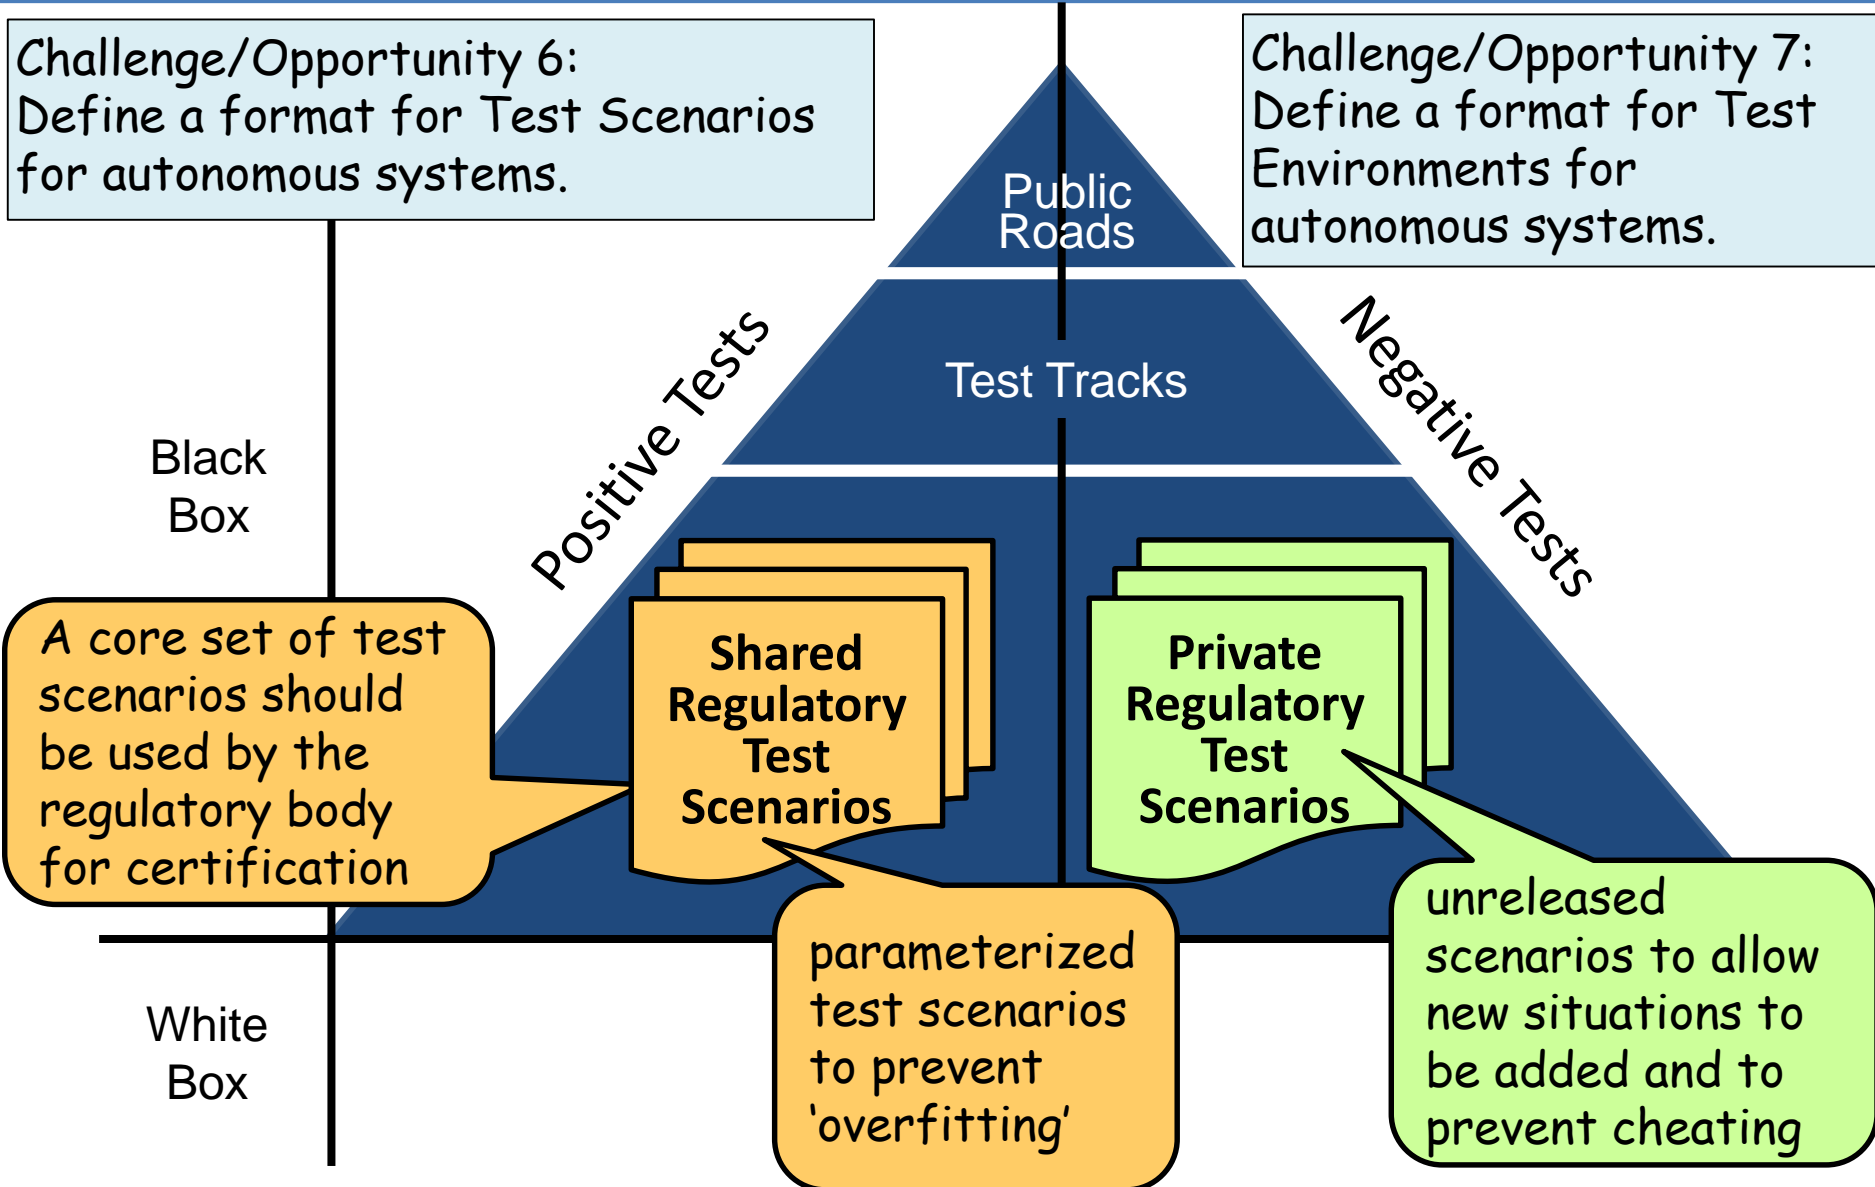 Challenge/Opportunity 6:
Define a format for Test Scenarios
for autonomous systems.
Challenge/Opportunity 7:
Define a format for Test
Environments for
autonomous systems.
Public
Roads
Test Tracks
Positive Tests
Negative Tests
Black
Box
A core set of test
scenarios should
be used by the
regulatory body
for certification
Shared
Regulatory
Test
Scenarios
Private
Regulatory
Test
Scenarios
parameterized
test scenarios
to prevent
‘overfitting’
unreleased
scenarios to allow
new situations to
be added and to
prevent cheating
White
Box